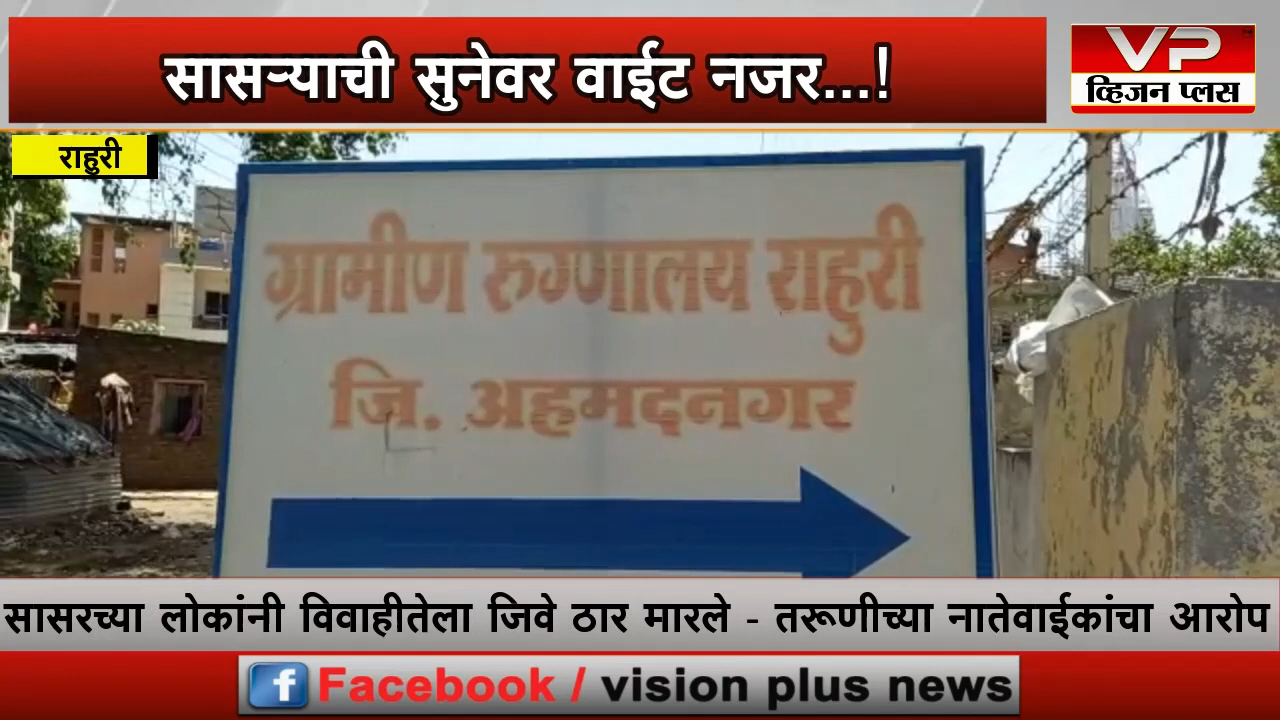 सासऱ्याची सुनेवर वाईट नजर...!
VP
व्हिजन प्लस
राहुरी
ग्रामीण रुग्णालय राहुरी
जि. अहमदनगर
सासरच्या लोकांनी विवाहीतेला जिवे ठार मारले - तरूणीच्या नातेवाईकांचा आरोप
f Facebook / vision plus news